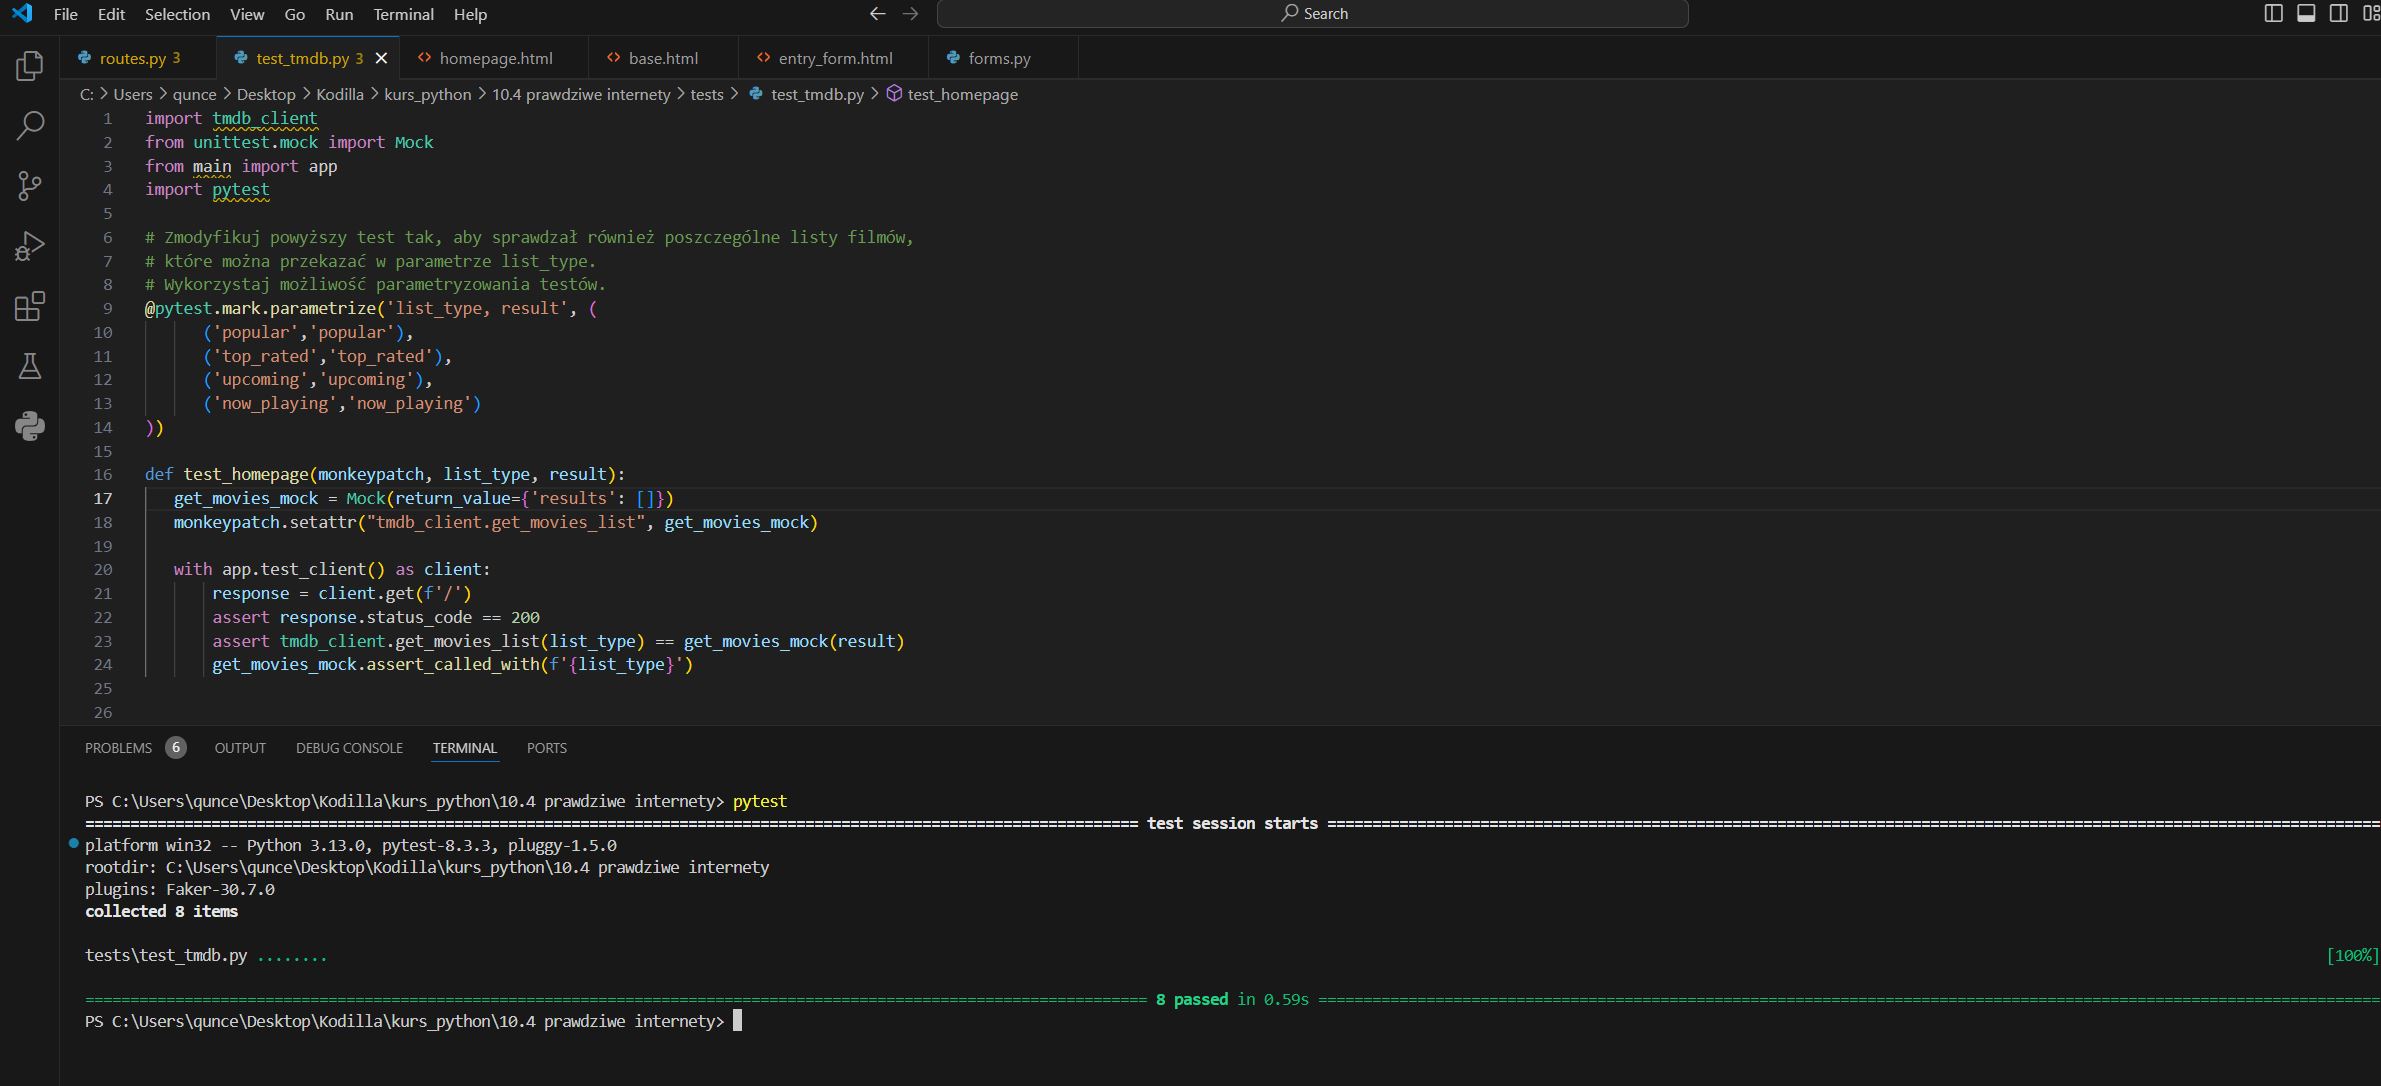 File Edit Selection View Go Run Terminal Help Search
routes.py 3 test_tmdb.py 3 homepage.html base.html entry_form.html forms.py
C: > Users > qunce > Desktop > Kodilla > kurs_python > 10.4 prawdziwe internety > tests > test_tmdb.py > test_homepage
1 import tmdb_client
2 from unittest.mock import Mock
3 from main import app
4 import pytest
5
6 # Zmodyfikuj powyższy test tak, aby sprawdzał również poszczególne listy filmów,
7 # które można przekazać w parametrze list_type.
8 # Wykorzystaj możliwość parametryzowania testów.
9 @pytest.mark.parametrize('list_type, result', (
10 ('popular','popular'),
11 ('top_rated','top_rated'),
12 ('upcoming','upcoming'),
13 ('now_playing','now_playing')
14 ))
15
16 def test_homepage(monkeypatch, list_type, result):
17 get_movies_mock = Mock(return_value={'results': []})
18 monkeypatch.setattr("tmdb_client.get_movies_list", get_movies_mock)
19
20 with app.test_client() as client:
21 response = client.get(f'/')
22 assert response.status_code == 200
23 assert tmdb_client.get_movies_list(list_type) == get_movies_mock(result)
24 get_movies_mock.assert_called_with(f'{list_type}')
25
26
PROBLEMS 6 OUTPUT DEBUG CONSOLE TERMINAL PORTS
PS C:\Users\qunce\Desktop\Kodilla\kurs_python\10.4 prawdziwe internety> pytest
=== test session starts ===
platform win32 -- Python 3.13.0, pytest-8.3.3, pluggy-1.5.0
rootdir: C:\Users\qunce\Desktop\Kodilla\kurs_python\10.4 prawdziwe internety
plugins: Faker-30.7.0
collected 8 items
tests\test_tmdb.py ........ [100%]
=== 8 passed in 0.59s ===
PS C:\Users\qunce\Desktop\Kodilla\kurs_python\10.4 prawdziwe internety>